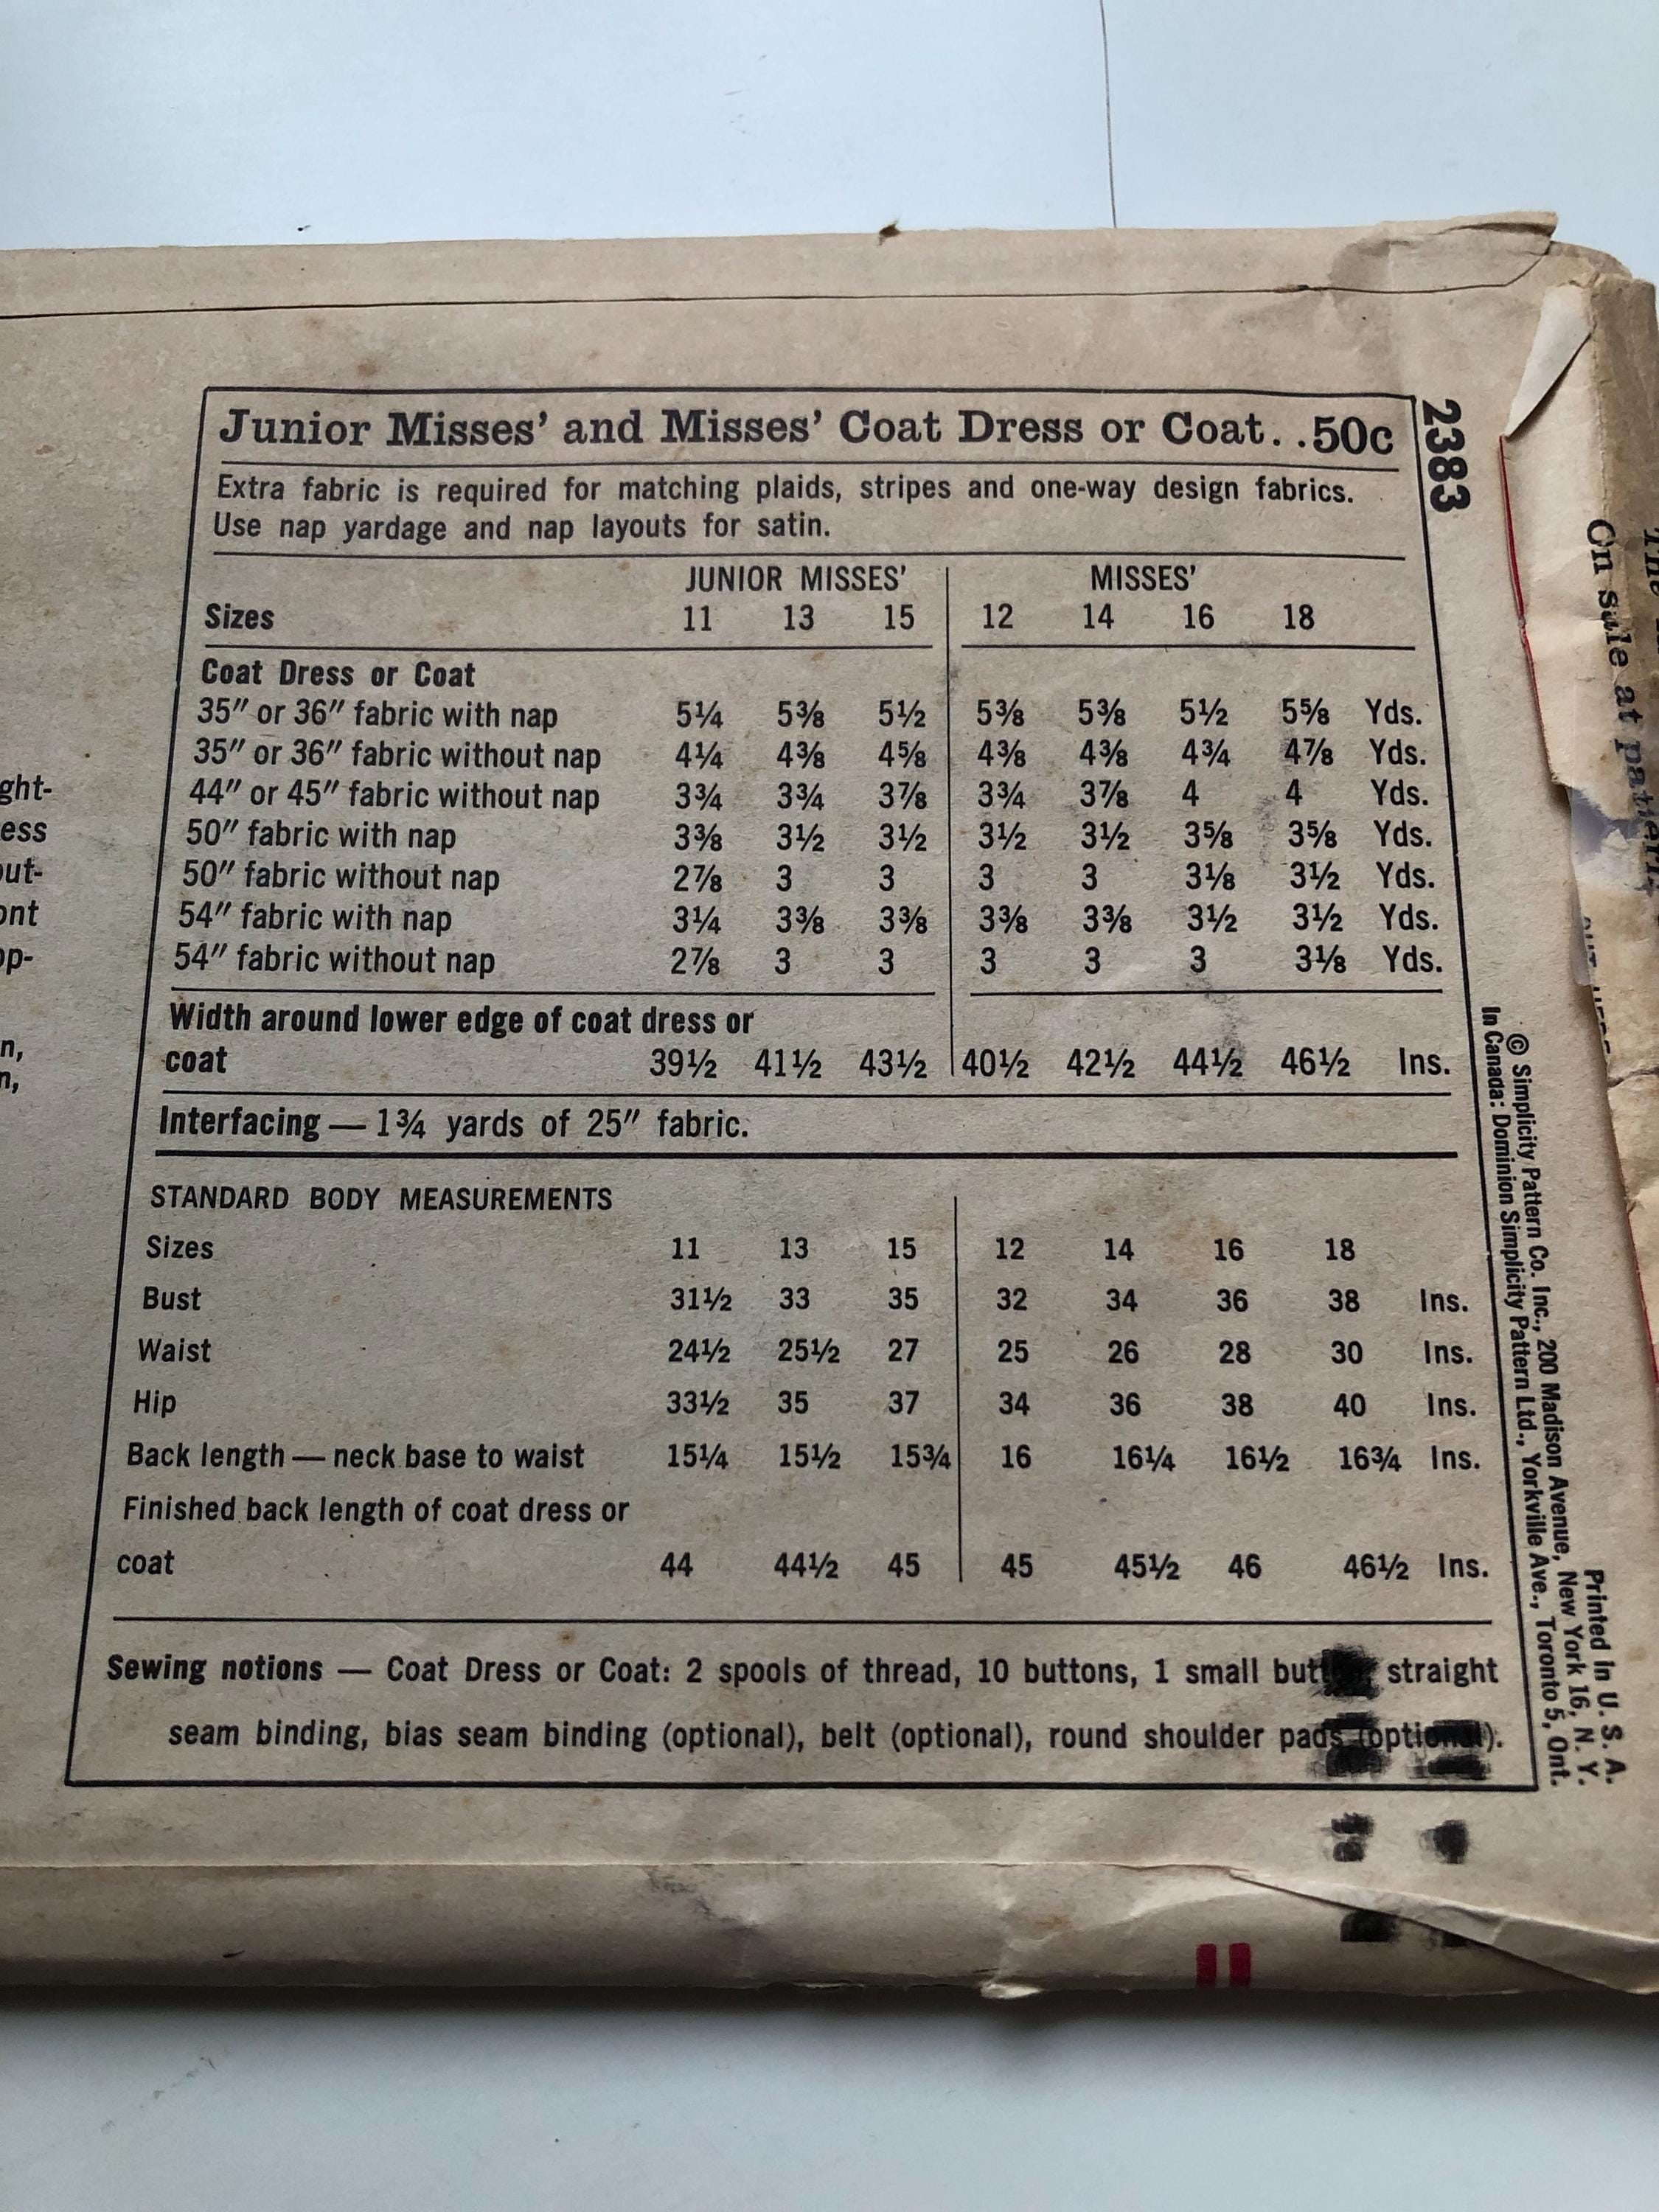 Junior Misses' and Misses' Coat Dress or Coat. .50c
2383
Extra fabric is required for matching plaids, stripes and one-way design fabrics.
Use nap yardage and nap layouts for satin.
JUNIOR MISSES' MISSES'
Sizes 11 13 15 12 14 16 18
Coat Dress or Coat
35" or 36" fabric with nap 5¼ 5⅜ 5½ 5⅜ 5⅜ 5½ 5⅝ Yds.
35" or 36" fabric without nap 4¼ 4⅜ 4⅝ 4⅜ 4⅜ 4¾ 4⅞ Yds.
44" or 45" fabric without nap 3¾ 3¾ 3⅞ 3¾ 3⅞ 4 4 Yds.
50" fabric with nap 3⅜ 3½ 3½ 3½ 3½ 3⅝ 3⅝ Yds.
50" fabric without nap 2⅞ 3 3 3 3 3⅛ 3½ Yds.
54" fabric with nap 3¼ 3⅜ 3⅜ 3⅜ 3⅜ 3½ 3½ Yds.
54" fabric without nap 2⅞ 3 3 3 3 3 3⅛ Yds.
Width around lower edge of coat dress or
coat 39½ 41½ 43½ 40½ 42½ 44½ 46½ Ins.
Interfacing — 1¾ yards of 25" fabric.
STANDARD BODY MEASUREMENTS
Sizes 11 13 15 12 14 16 18
Bust 31½ 33 35 32 34 36 38 Ins.
Waist 24½ 25½ 27 25 26 28 30 Ins.
Hip 33½ 35 37 34 36 38 40 Ins.
Back length — neck base to waist 15¼ 15½ 15¾ 16 16¼ 16½ 16¾ Ins.
Finished back length of coat dress or
coat 44 44½ 45 45 45½ 46 46½ Ins.
Sewing notions — Coat Dress or Coat: 2 spools of thread, 10 buttons, 1 small straight
seam binding, bias seam binding (optional), belt (optional), round shoulder pads (optional).
© Simplicity Pattern Co. Inc., 200 Madison Avenue, New York 16, N. Y.
In Canada: Dominion Simplicity Pattern Ltd., Yorkville Ave., Toronto 5, Ont.
Printed in U. S. A.
ght-
ess
ut-
ont
op-
n,
n,
The
On sale at pattern